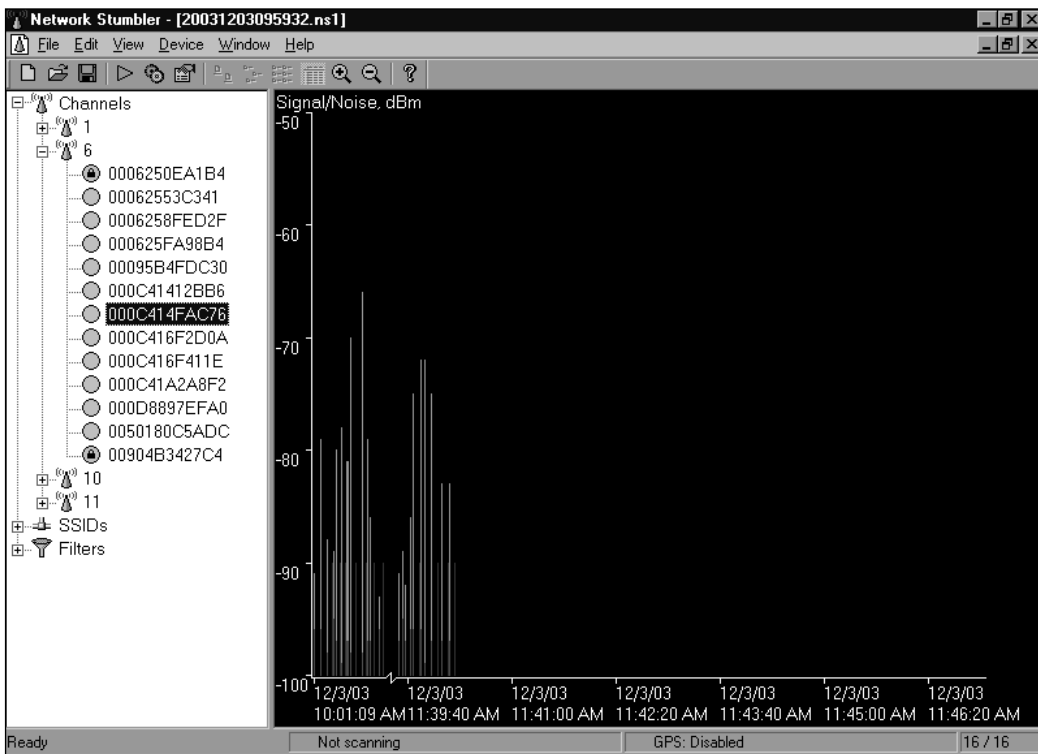 Network Stumbler - [20031203095932.ns1]
File Edit View Device Window Help
Channels
1
6
0006250EA1B4
00062553C341
0006258FED2F
000625FA98B4
00095B4FDC30
000C41412BB6
000C414FAC76
000C416F2D0A
000C416F411E
000C41A2A8F2
000D8897EFA0
0050180C5ADC
00904B3427C4
10
11
SSIDs
Filters
Signal/Noise, dBm
-50
-60
-70
-80
-90
-100
12/3/03 12/3/03 12/3/03 12/3/03 12/3/03 12/3/03 12/3/03
10:01:09 AM 11:39:40 AM 11:41:00 AM 11:42:20 AM 11:43:40 AM 11:45:00 AM 11:46:20 AM
Ready Not scanning GPS: Disabled 16 / 16